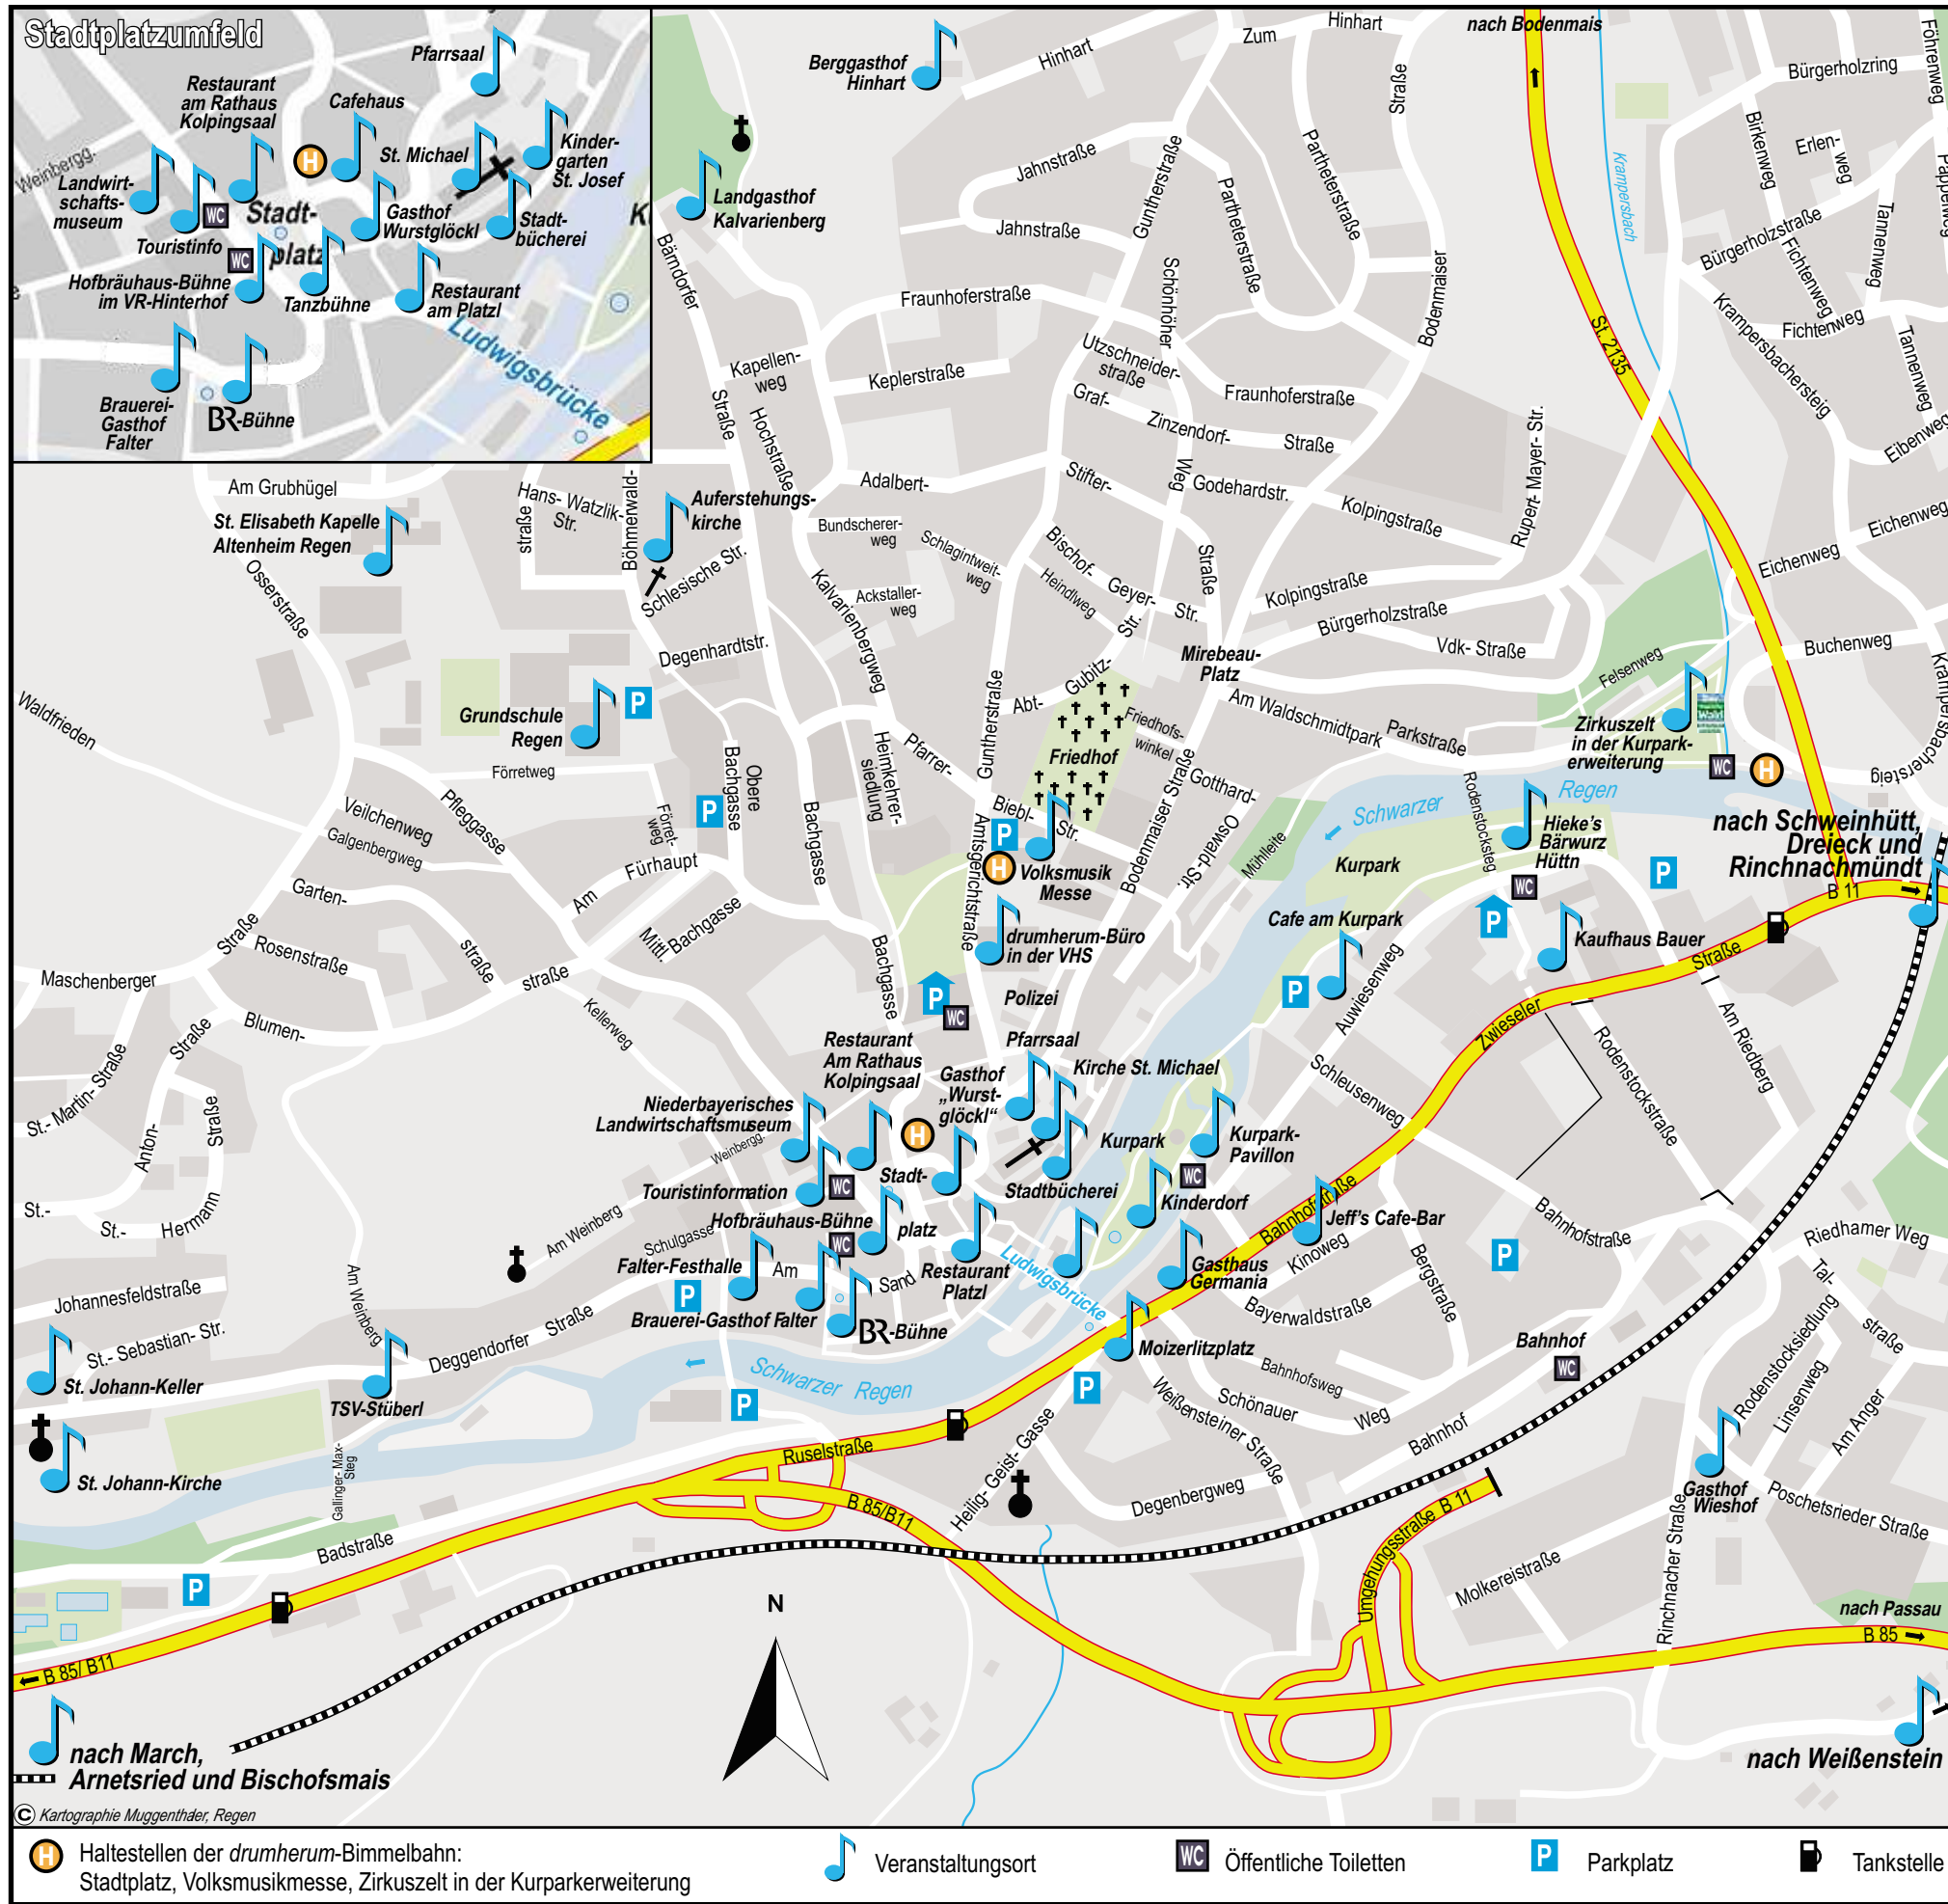 Stadtplatzumfeld
Pfarrsaal
Restaurant
am Rathaus
Kolpingsaal
Cafehaus
St. Michael
Kinder-
garten
St. Josef
Weinbergg.
Landwirt-
schafts-
museum
WC
Stadt-
platz
Gasthof
Wurstglöckl
Stadt-
bücherei
Touristinfo
WC
Hofbräuhaus-Bühne
im VR-Hinterhof
Tanzbühne
Restaurant
am Platzl
Ludwigsbrücke
Brauerei-
Gasthof
Falter
BR-Bühne
H
Berggasthof
Hinhart
Hinhart
Zum
Hinhart
Straße
nach Bodenmais
Bürgerholzring
Föhrenweg
Birkenweg
Erlen-
weg
Krampersbach
Landgasthof
Kalvarienberg
Jahnstraße
Jahnstraße
Guntherstraße
Partheterstraße
Partheterstraße
Bürgerholzstraße
Fichtenweg
Tannenweg
Pappelweg
Bärndorfer
Straße
Fraunhoferstraße
Schönhöher
Weg
Bodenmaiser
Krampersbachersteig
Fichtenweg
Tannenweg
St. 2135
Kapellen-
weg
Keplerstraße
Utzschneider-
straße
Graf-
Zinzendorf-
Straße
Fraunhoferstraße
Hochstraße
Eibenweg
Am Grubhügel
St. Elisabeth Kapelle
Altenheim Regen
Hans- Watzlik-
Str.
Böhmerwald-
straße
Auferstehungs-
kirche
Adalbert-
Stifter-
Straße
Godehardstr.
Kolpingstraße
Rupert- Mayer- Str.
Eichenweg
Eichenweg
Bundscherer-
weg
Schlagintweit-
weg
Bischof-
Geyer-
Str.
Heindlweg
Schlesische Str.
Osserstraße
Ackstaller-
weg
Kalvarienbergweg
Kolpingstraße
Bürgerholzstraße
Vdk- Straße
Buchenweg
Degenhardtstr.
Mirebeau-
Platz
Abt-
Gubitz-
Str.
Felsenweg
Waldfrieden
Grundschule
Regen
P
Friedhof
Friedhofs-
winkel
Am Waldschmidtpark
Parkstraße
Zirkuszelt
in der Kurpark-
erweiterung
WC
H
Krampersbachersteig
Förretweg
Förret-
weg
Obere
Bachgasse
Heimkehrer-
siedlung
Pfarrer-
Biebl-
Str.
Guntherstraße
Gotthard-
Oswald-Str.
Bodenmaiser Straße
Mühlleite
Schwarzer
Regen
Rodenstocksteg
Veilchenweg
Galgenbergweg
Pfleggasse
Bachgasse
P
Volksmusik
Messe
Kurpark
Hieke's
Bärwurz
Hüttn
nach Schweinhütt,
Dreieck und
Rinchnachmündt
B 11
Am
Fürhaupt
Garten-
straße
Rosenstraße
Straße
Mittl. Bachgasse
Bachgasse
Amtsgerichtstraße
drumherum-Büro
in der VHS
Cafe am Kurpark
Kaufhaus Bauer
Straße
Maschenberger
Blumen-
straße
Kellerweg
Polizei
Auwiesenweg
Zwieseler
Am Riedberg
Rodenstockstraße
St.- Martin-Straße
Straße
Anton-
Straße
Restaurant
Am Rathaus
Kolpingsaal
Pfarrsaal
Kirche St. Michael
Gasthof
„Wurst-
glöckl“
Schleusenweg
Niederbayerisches
Landwirtschaftsmuseum
Weinbergg.
Kurpark
Kurpark-
Pavillon
Touristinformation
Stadt-
platz
Stadtbücherei
Kinderdorf
Bahnhofstraße
Jeff's Cafe-Bar
Bahnhofstraße
Riedhamer Weg
St.-
St.-
Hermann
Am Weinberg
Schulgasse
Hofbräuhaus-Bühne
Falter-Festhalle
Am
Sand
Restaurant
Platzl
Ludwigsbrücke
Gasthaus
Germania
Kinoweg
Bergstraße
Tal-
straße
Johannesfeldstraße
St.- Sebastian- Str.
Am Weinberg
Deggendorfer
Straße
Brauerei-Gasthof Falter
BR-Bühne
Bayerwaldstraße
Moizerlitzplatz
Bahnhof
Rodenstocksiedlung
St. Johann-Keller
TSV-Stüberl
Schwarzer
Regen
Bahnhofsweg
Schönauer
Weg
Linsenweg
Am Anger
St. Johann-Kirche
Gallinger- Max-
Steg
Ruselstraße
Heilig- Geist- Gasse
Weißensteiner Straße
Bahnhof
Degenbergweg
Gasthof
Wieshof
Poschetsrieder Straße
Badstraße
B 85/B11
Umgehungsstraße B 11
Molkereistraße
Rinchnacher Straße
nach Passau
B 85
N
B 85/ B11
nach March,
Arnetsried und Bischofsmais
nach Weißenstein
© Kartographie Muggenthaler, Regen
H
Haltestellen der drumherum-Bimmelbahn:
Stadtplatz, Volksmusikmesse, Zirkuszelt in der Kurparkerweiterung
Veranstaltungsort
WC
Öffentliche Toiletten
P
Parkplatz
Tankstelle